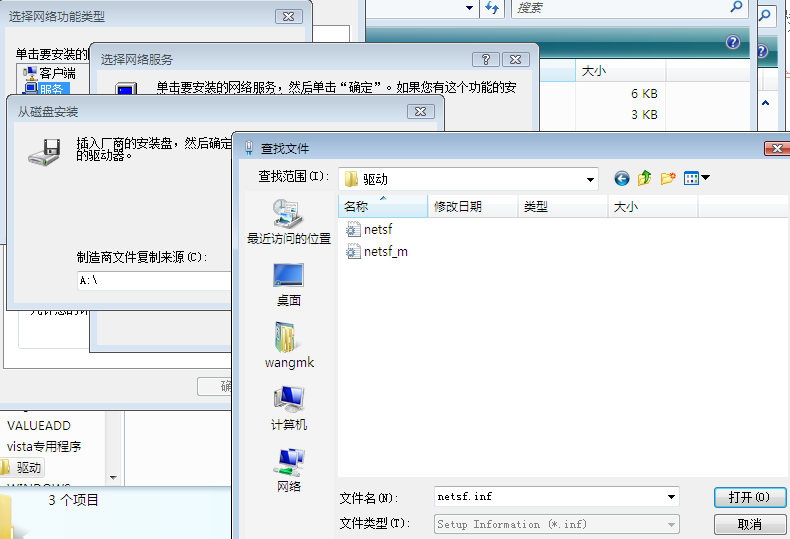 选择网络功能类型
搜索
单击要安装的
客户端
服务
选择网络服务
单击要安装的网络服务，然后单击“确定”。如果您有这个功能的安
大小
6 KB
3 KB
从磁盘安装
插入厂商的安装盘，然后确定
的驱动器。
制造商文件复制来源(C):
A:\
查找文件
查找范围(I):
驱动
名称
修改日期
类型
大小
netsf
netsf_m
最近访问的位置
桌面
wangmk
计算机
网络
文件名(N):
netsf.inf
打开(O)
文件类型(T):
Setup Information (*.inf)
取消
确
VALUEADD
vista专用程序
驱动
3 个项目